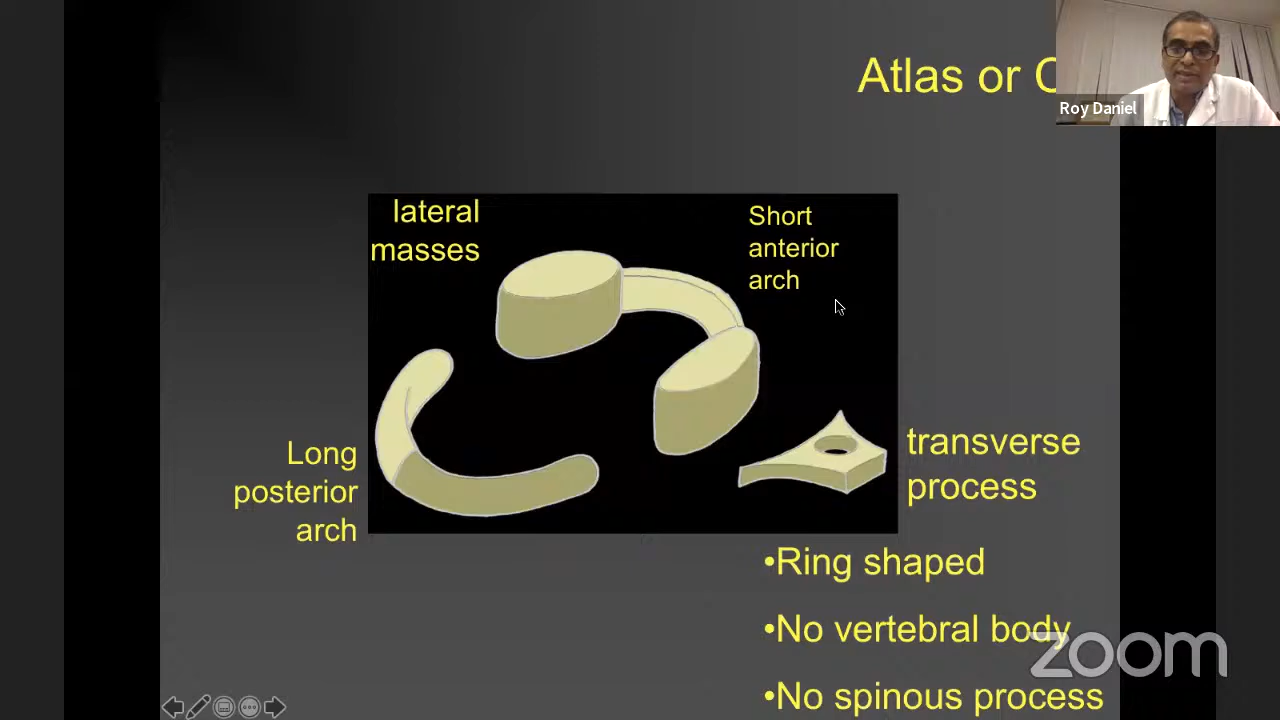 Atlas or C
Roy Daniel
lateral
masses
Short
anterior
arch
Long
posterior
arch
transverse
process
•Ring shaped
•No vertebral body
•No spinous process
zoom